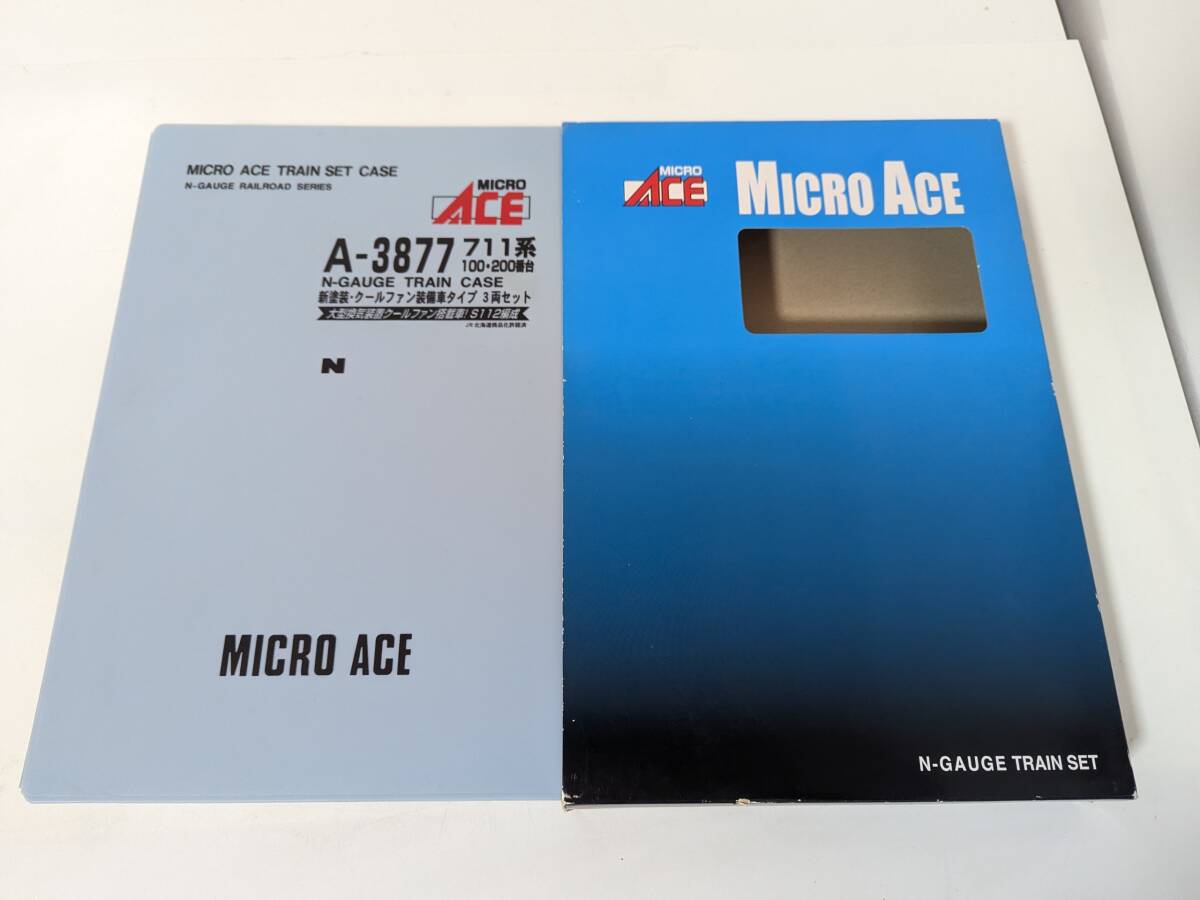 MICRO ACE TRAIN SET CASE
N-GAUGE RAILROAD SERIES
MICRO
ACE
A-3877 711系
100・200番台
N-GAUGE TRAIN CASE
新塗装・クールファン装備車タイプ 3両セット
大型換気装置クールファン搭載車!S112編成
JR北海道商品化許諾済
N
MICRO ACE
MICRO
ACE
MICRO ACE
N-GAUGE TRAIN SET